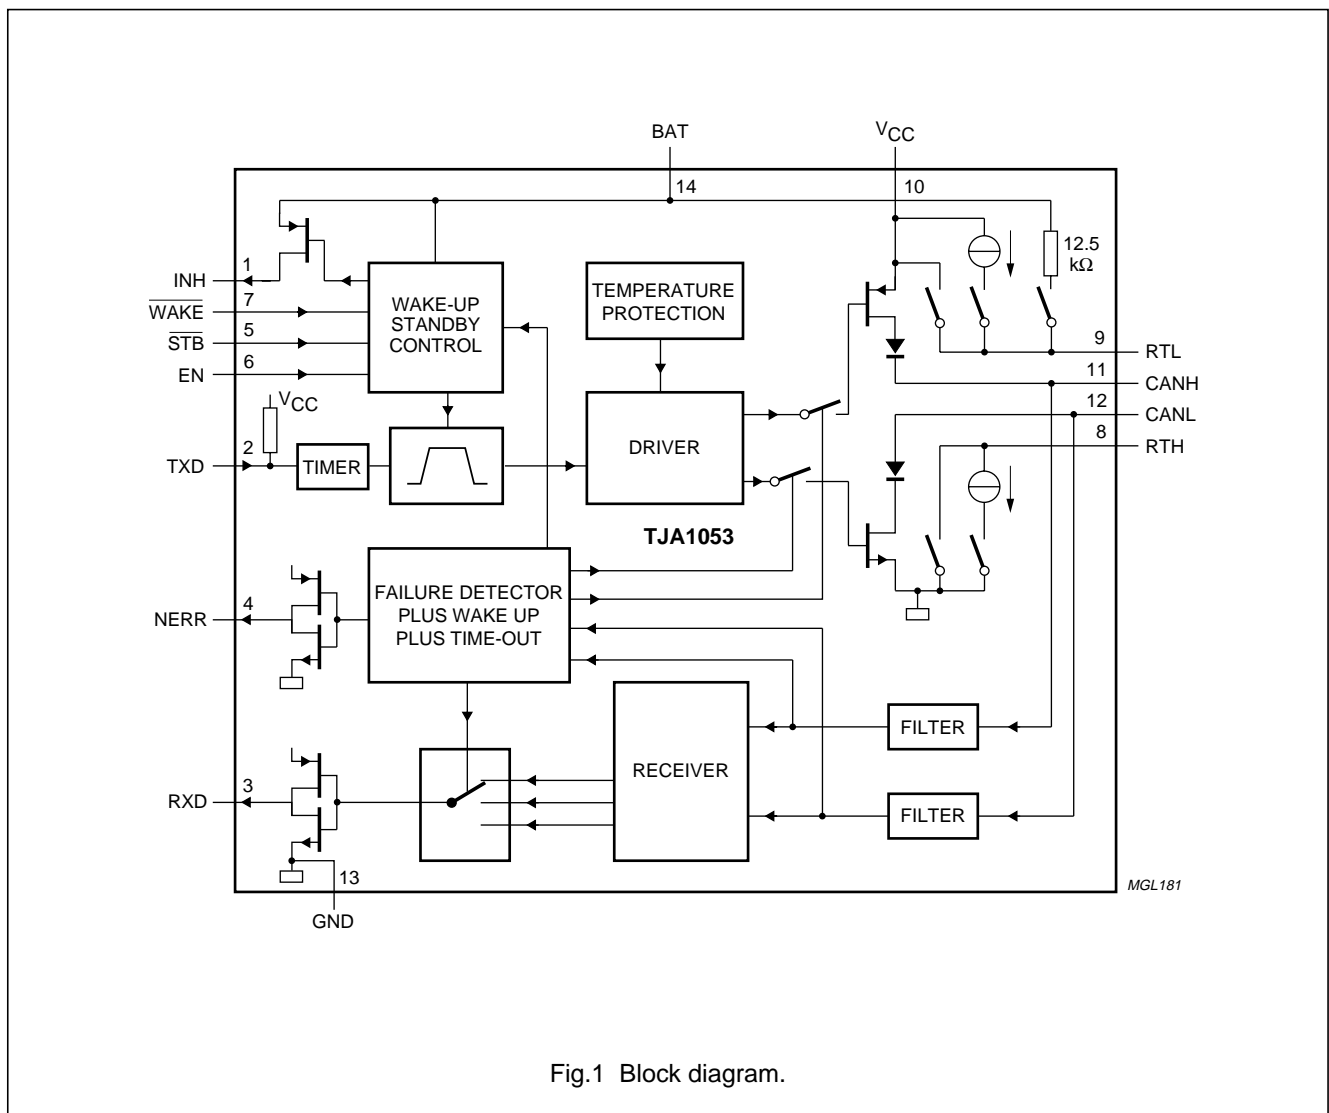 BAT
VCC
14
10
1
INH
7
WAKE
5
STB
6
EN
WAKE-UP
STANDBY
CONTROL
TEMPERATURE
PROTECTION
12.5
kΩ
9
RTL
11
CANH
12
CANL
8
RTH
VCC
2
TXD
TIMER
DRIVER
TJA1053
FAILURE DETECTOR
PLUS WAKE UP
PLUS TIME-OUT
4
NERR
3
RXD
RECEIVER
FILTER
FILTER
13
GND
MGL181
Fig.1 Block diagram.